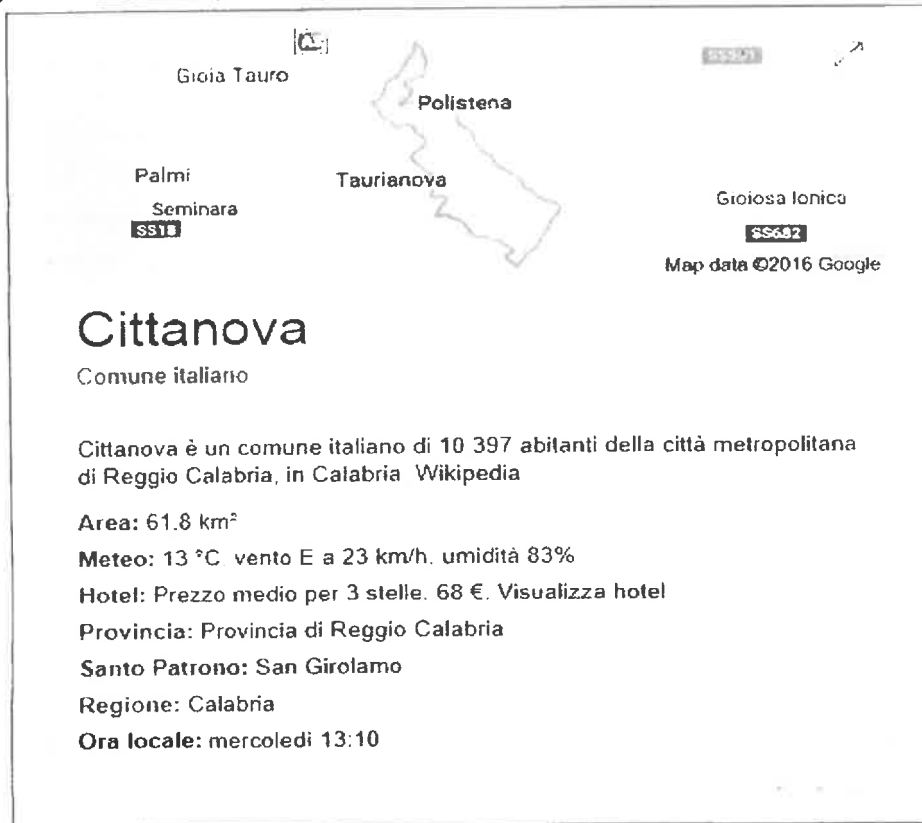 Gioia Tauro
Polistena
Palmi
Taurianova
Seminara
Gioiosa Ionica
SS18
SS682
Map data ©2016 Google
Cittanova
Comune italiano
Cittanova è un comune italiano di 10 397 abitanti della città metropolitana
di Reggio Calabria, in Calabria Wikipedia
Area: 61.8 km²
Meteo: 13 °C vento E a 23 km/h. umidità 83%
Hotel: Prezzo medio per 3 stelle. 68 €. Visualizza hotel
Provincia: Provincia di Reggio Calabria
Santo Patrono: San Girolamo
Regione: Calabria
Ora locale: mercoledì 13:10